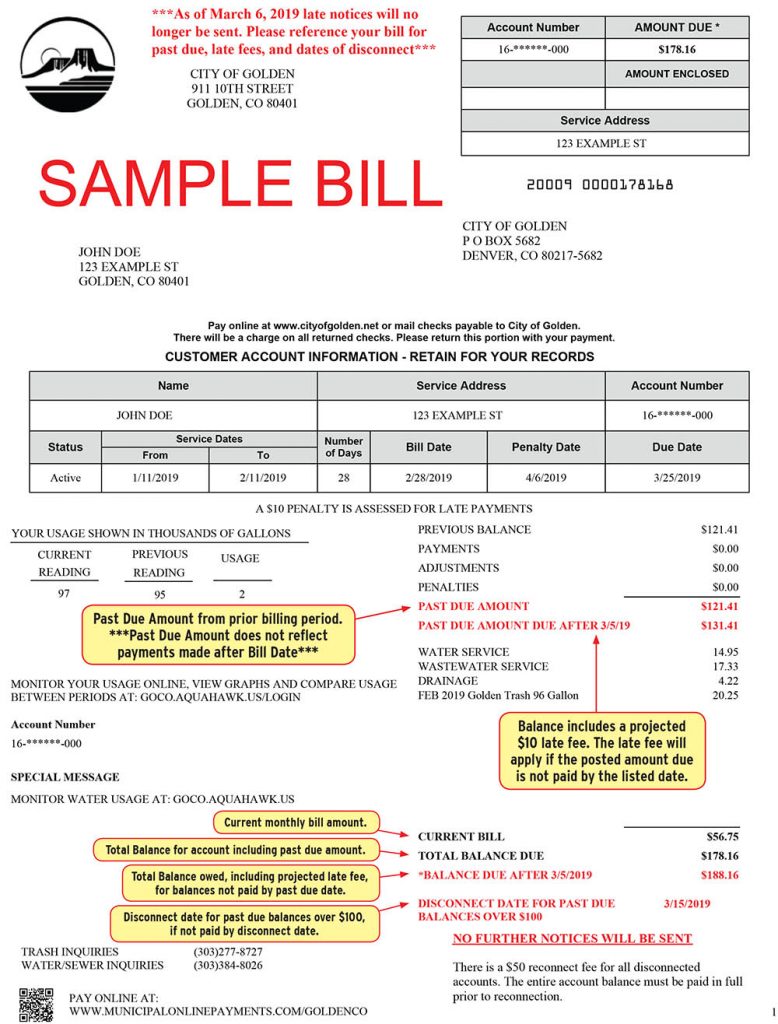 ***As of March 6, 2019 late notices will no
longer be sent. Please reference your bill for
past due, late fees, and dates of disconnect***
CITY OF GOLDEN
911 10TH STREET
GOLDEN, CO 80401
Account Number AMOUNT DUE *
16-******-000 $178.16
AMOUNT ENCLOSED
Service Address
123 EXAMPLE ST
SAMPLE BILL
20009 0000178168
CITY OF GOLDEN
P O BOX 5682
DENVER, CO 80217-5682
JOHN DOE
123 EXAMPLE ST
GOLDEN, CO 80401
Pay online at www.cityofgolden.net or mail checks payable to City of Golden.
There will be a charge on all returned checks. Please return this portion with your payment.
CUSTOMER ACCOUNT INFORMATION - RETAIN FOR YOUR RECORDS
Name Service Address Account Number
JOHN DOE 123 EXAMPLE ST 16-******-000
Status Service Dates Number of Days Bill Date Penalty Date Due Date
From To
Active 1/11/2019 2/11/2019 28 2/28/2019 4/6/2019 3/25/2019
A $10 PENALTY IS ASSESSED FOR LATE PAYMENTS
YOUR USAGE SHOWN IN THOUSANDS OF GALLONS
CURRENT READING PREVIOUS READING USAGE
97 95 2
PREVIOUS BALANCE $121.41
PAYMENTS $0.00
ADJUSTMENTS $0.00
PENALTIES $0.00
PAST DUE AMOUNT $121.41
PAST DUE AMOUNT DUE AFTER 3/5/19 $131.41
Past Due Amount from prior billing period.
***Past Due Amount does not reflect
payments made after Bill Date***
WATER SERVICE 14.95
WASTEWATER SERVICE 17.33
DRAINAGE 4.22
FEB 2019 Golden Trash 96 Gallon 20.25
MONITOR YOUR USAGE ONLINE, VIEW GRAPHS AND COMPARE USAGE
BETWEEN PERIODS AT: GOCO.AQUAHAWK.US/LOGIN
Balance includes a projected
$10 late fee. The late fee will
apply if the posted amount due
is not paid by the listed date.
Account Number
16-******-000
SPECIAL MESSAGE
MONITOR WATER USAGE AT: GOCO.AQUAHAWK.US
Current monthly bill amount.
CURRENT BILL $56.75
Total Balance for account including past due amount.
TOTAL BALANCE DUE $178.16
Total Balance owed, including projected late fee,
for balances not paid by past due date.
*BALANCE DUE AFTER 3/5/2019 $188.16
Disconnect date for past due balances over $100,
if not paid by disconnect date.
DISCONNECT DATE FOR PAST DUE 3/15/2019
BALANCES OVER $100
NO FURTHER NOTICES WILL BE SENT
TRASH INQUIRIES (303)277-8727
WATER/SEWER INQUIRIES (303)384-8026
There is a $50 reconnect fee for all disconnected
accounts. The entire account balance must be paid in full
prior to reconnection.
PAY ONLINE AT:
WWW.MUNICIPALONLINEPAYMENTS.COM/GOLDENCO
1